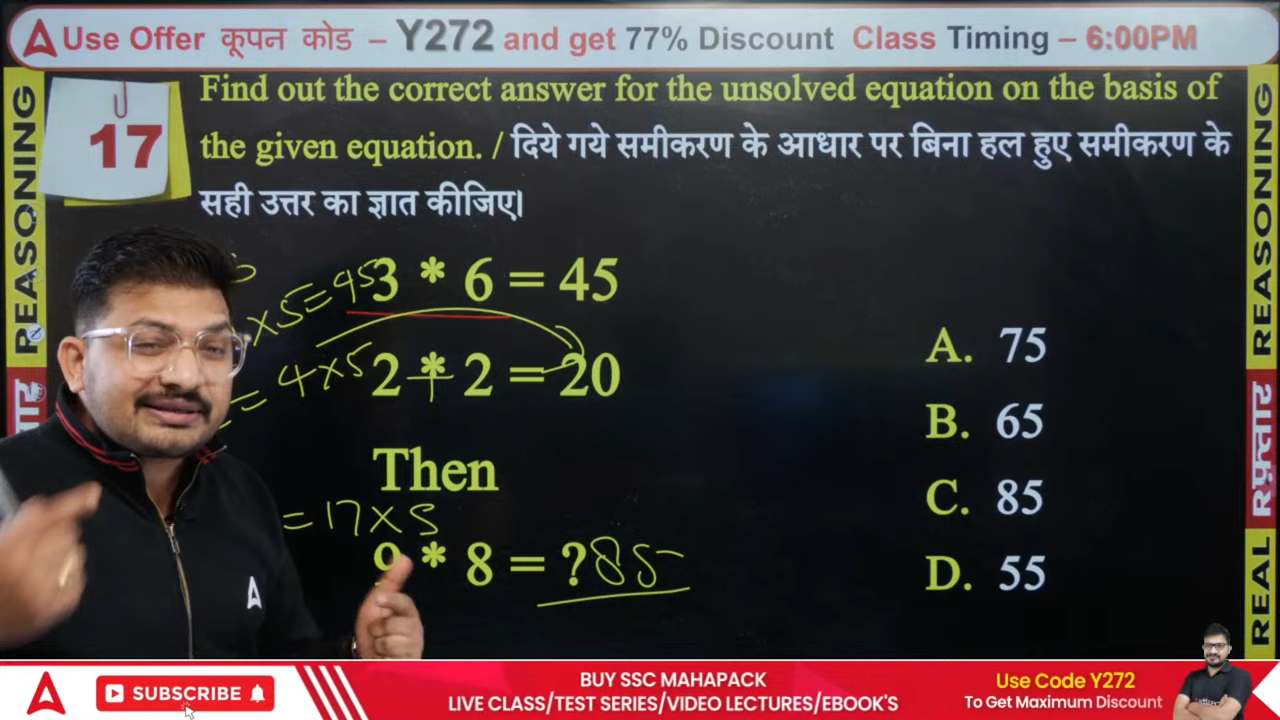 Use Offer कूपन कोड – Y272 and get 77% Discount Class Timing – 6:00PM
REASONING
17
Find out the correct answer for the unsolved equation on the basis of
the given equation. / दिये गये समीकरण के आधार पर बिना हल हुए समीकरण के
सही उत्तर का ज्ञात कीजिए।
×5=45
3 * 6 = 45
= 4×5
2 * 2 = 20
Then
= 17×5
9 * 8 = ? 85
A. 75
B. 65
C. 85
D. 55
REASONING
REAL
SUBSCRIBE
BUY SSC MAHAPACK
LIVE CLASS/TEST SERIES/VIDEO LECTURES/EBOOK'S
Use Code Y272
To Get Maximum Discount